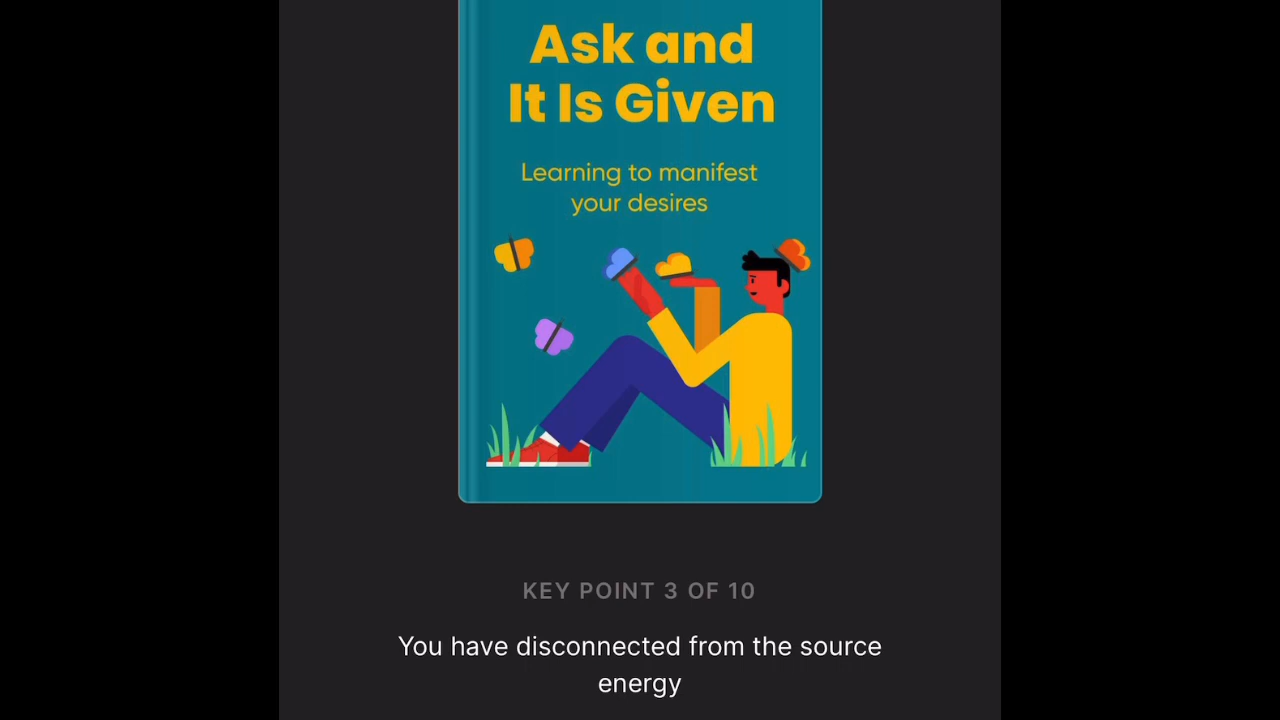 Ask and
It Is Given
Learning to manifest
your desires
KEY POINT 3 OF 10
You have disconnected from the source
energy